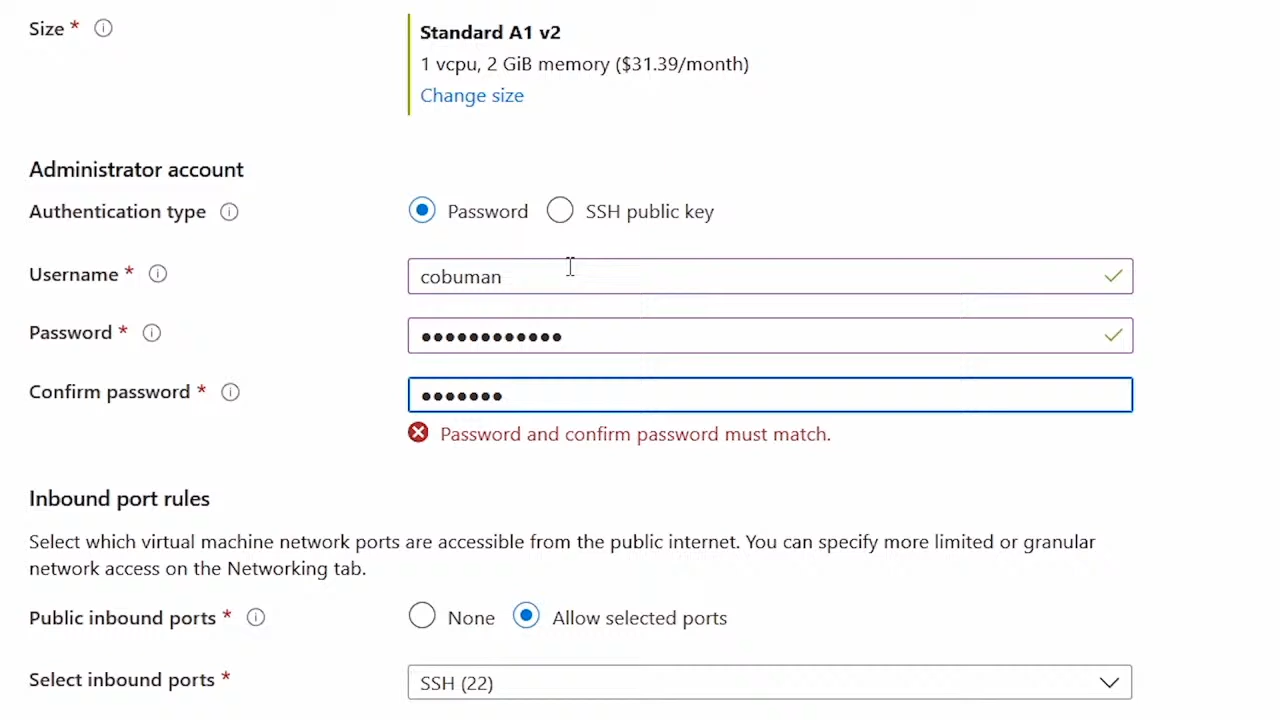 Size *
Standard A1 v2
1 vcpu, 2 GiB memory ($31.39/month)
Change size
Administrator account
Authentication type
Password SSH public key
Username *
cobuman
Password *
●●●●●●●●●●●●
Confirm password *
●●●●●●●
Password and confirm password must match.
Inbound port rules
Select which virtual machine network ports are accessible from the public internet. You can specify more limited or granular
network access on the Networking tab.
Public inbound ports *
None Allow selected ports
Select inbound ports *
SSH (22)